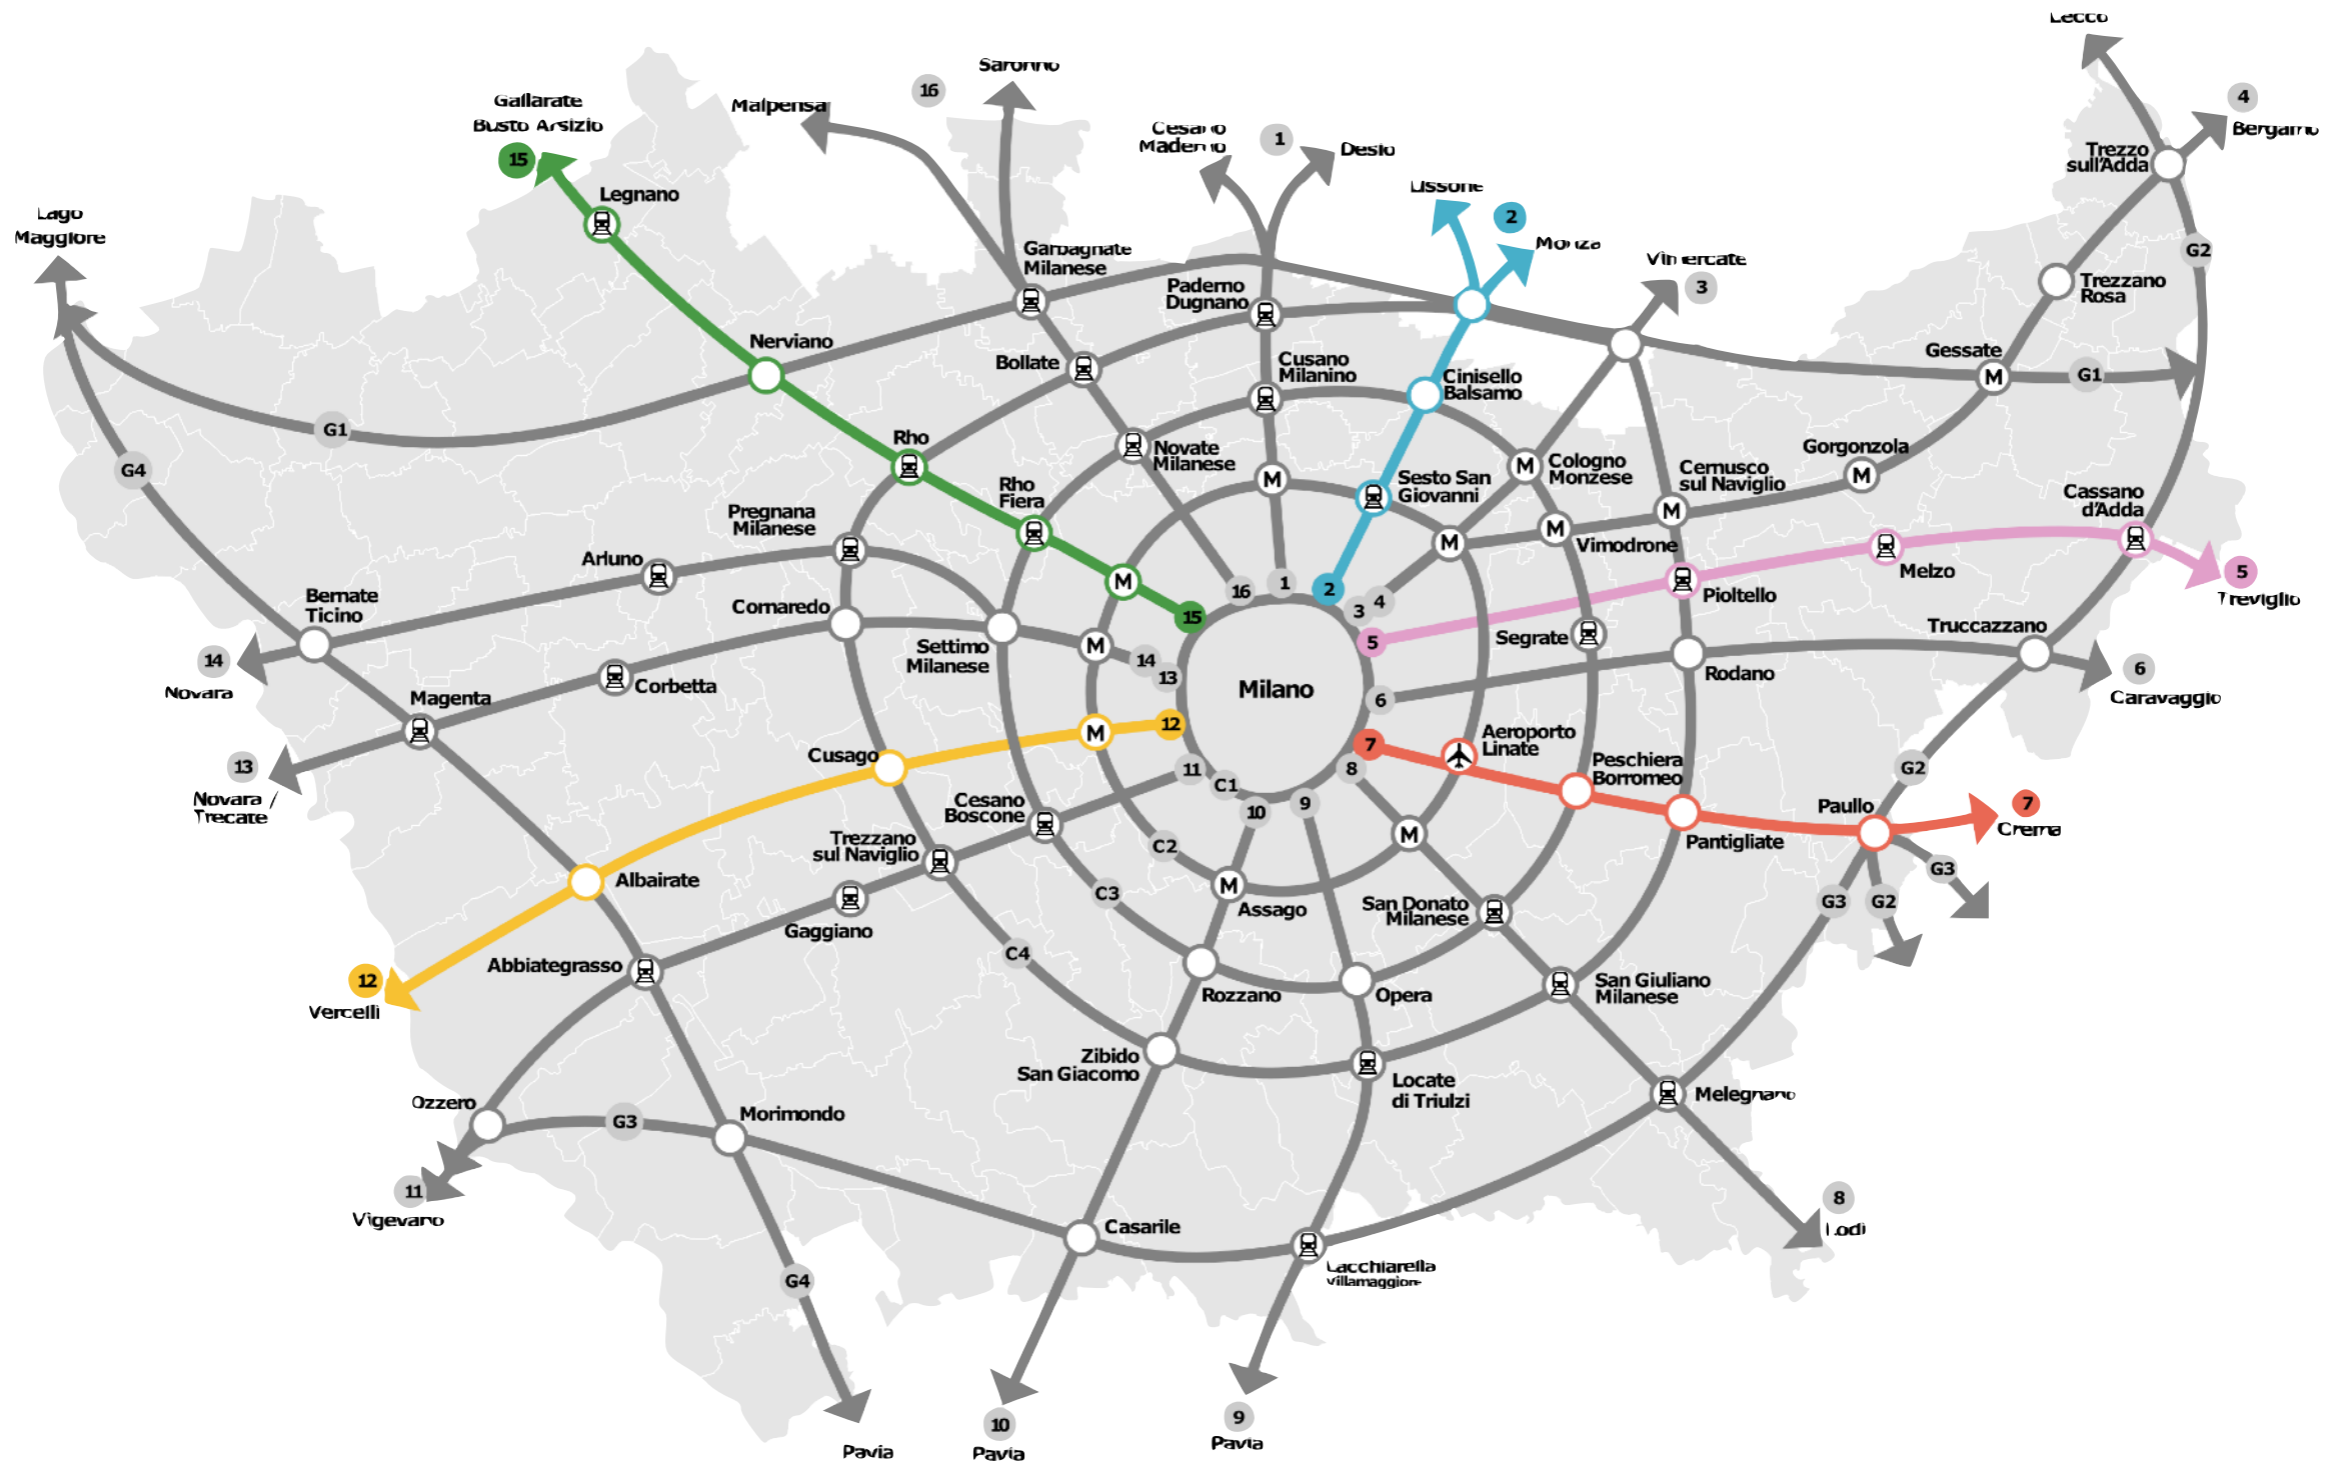 Lecco
4
Bergamo
Saronno
16
Malpensa
Gallarate
Busto Arsizio
15
Legnano
Cesano
Maderno
1
Desio
Lissone
2
Monza
Vimercate
3
Trezzo
sull'Adda
G2
Trezzano
Rosa
Lago
Maggiore
Garbagnate
Milanese
Paderno
Dugnano
Nerviano
Bollate
Cusano
Milanino
Cinisello
Balsamo
Gessate
M
G1
G1
G4
Rho
Novate
Milanese
Rho
Fiera
M
Sesto San
Giovanni
M
Cologno
Monzese
Cernusco
sul Naviglio
M
Gorgonzola
M
Cassano
d'Adda
Pregnana
Milanese
Arluno
M
M
Vimodrone
M
Melzo
5
Treviglio
Pioltello
Bernate
Ticino
Cornaredo
15
16
1
2
3
4
5
Segrate
Truccazzano
14
Novara
Settimo
Milanese
M
14
13
Milano
6
Rodano
6
Caravaggio
Magenta
Corbetta
13
Novara /
Trecate
Cusago
M
12
11
C1
10
9
8
7
Aeroporto
Linate
Peschiera
Borromeo
G2
Paullo
7
Crema
Cesano
Boscone
Trezzano
sul Naviglio
C2
M
Pantigliate
G3
G3
G2
Albairate
Gaggiano
C3
M
Assago
San Donato
Milanese
C4
12
Vercelli
Abbiategrasso
Rozzano
Opera
San Giuliano
Milanese
Zibido
San Giacomo
Locate
di Triulzi
Melegnano
Ozzero
G3
Morimondo
11
Vigevano
Casarile
Lacchiarella
Villamaggiore
8
Lodi
G4
Pavia
10
Pavia
9
Pavia